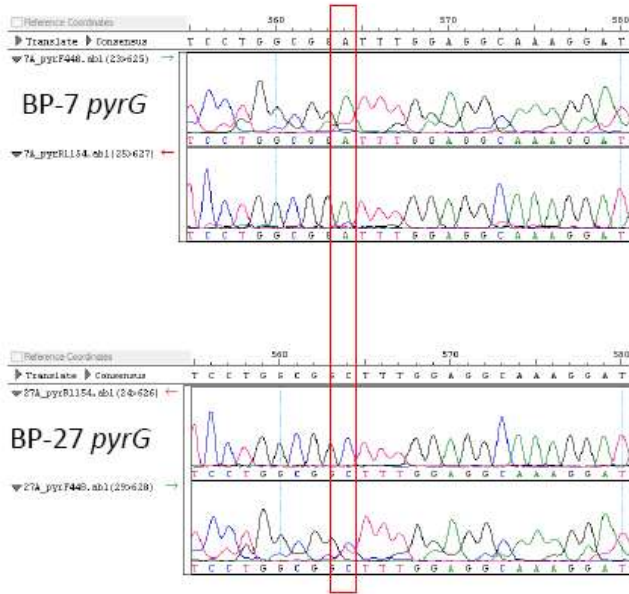 Reference Coordinates 560 570 580
Translate Consensus T C C T G G C G G A T T T G G A G G C A A A G G A T
7A_pyrF448.ab1(23>625) →
BP-7 pyrG
T C C T G G C G G A T T T G G A G G C A A A G G A T
7A_pyrR1154.ab1(25>627) ←
T C C T G G C G G A T T T G G A G G C A A A G G A T
Reference Coordinates 560 570 580
Translate Consensus T C C T G G C G G C T T T G G A G G C A A A G G A T
27A_pyrR1154.ab1(24>626) ←
BP-27 pyrG
T C C T G G C G G C T T T G G A G G C A A A G G A T
27A_pyrF448.ab1(29>628) →
T C C T G G C G G C T T T G G A G G C A A A G G A T